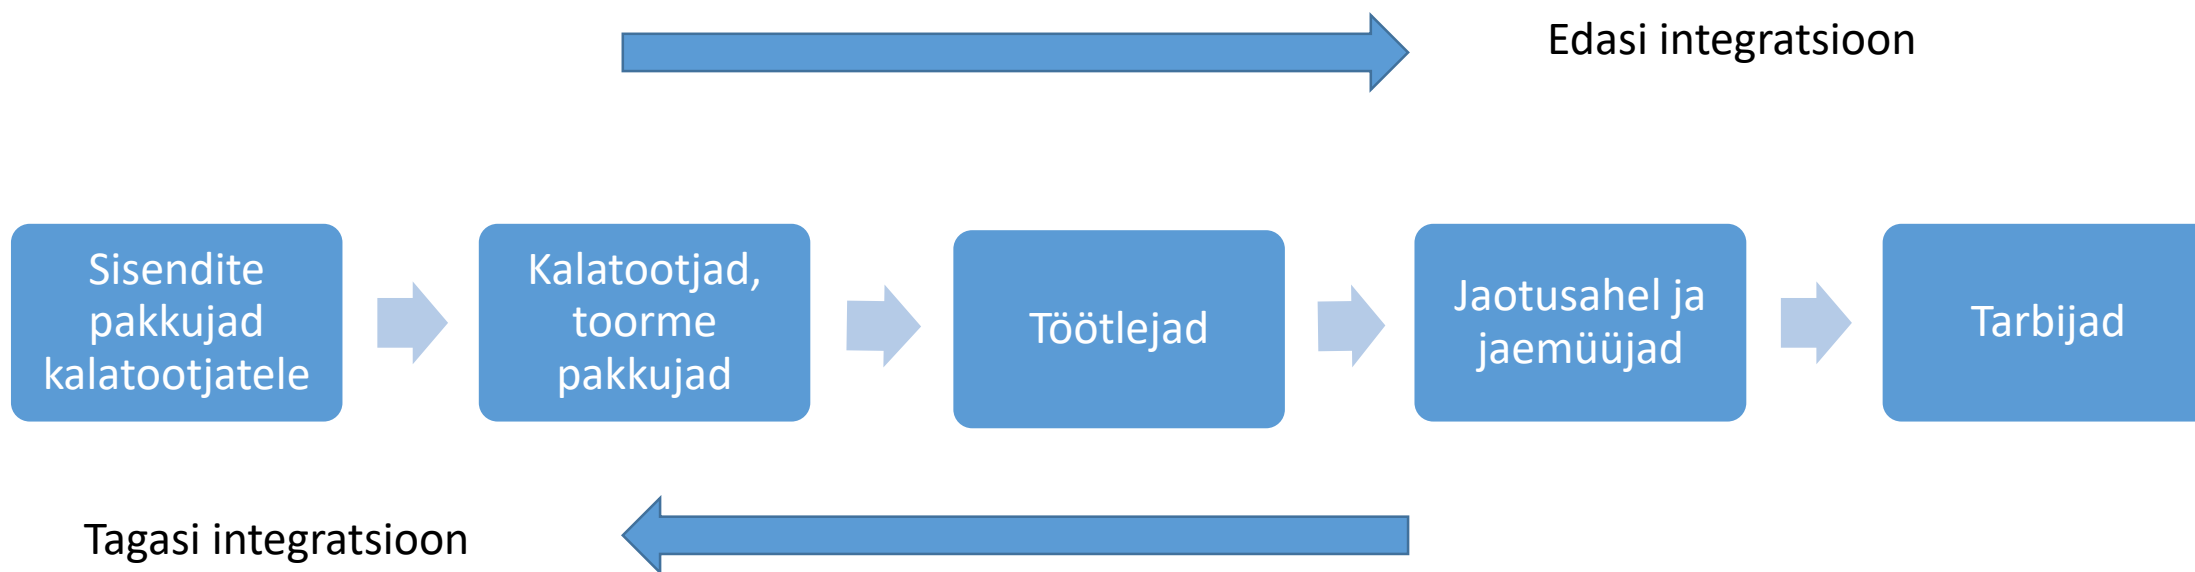 Edasi integratsioon
Sisendite
pakkujad
kalatootjatele
Kalatootjad,
toorme
pakkujad
Töötlejad
Jaotusahel ja
jaemüüjad
Tarbijad
Tagasi integratsioon